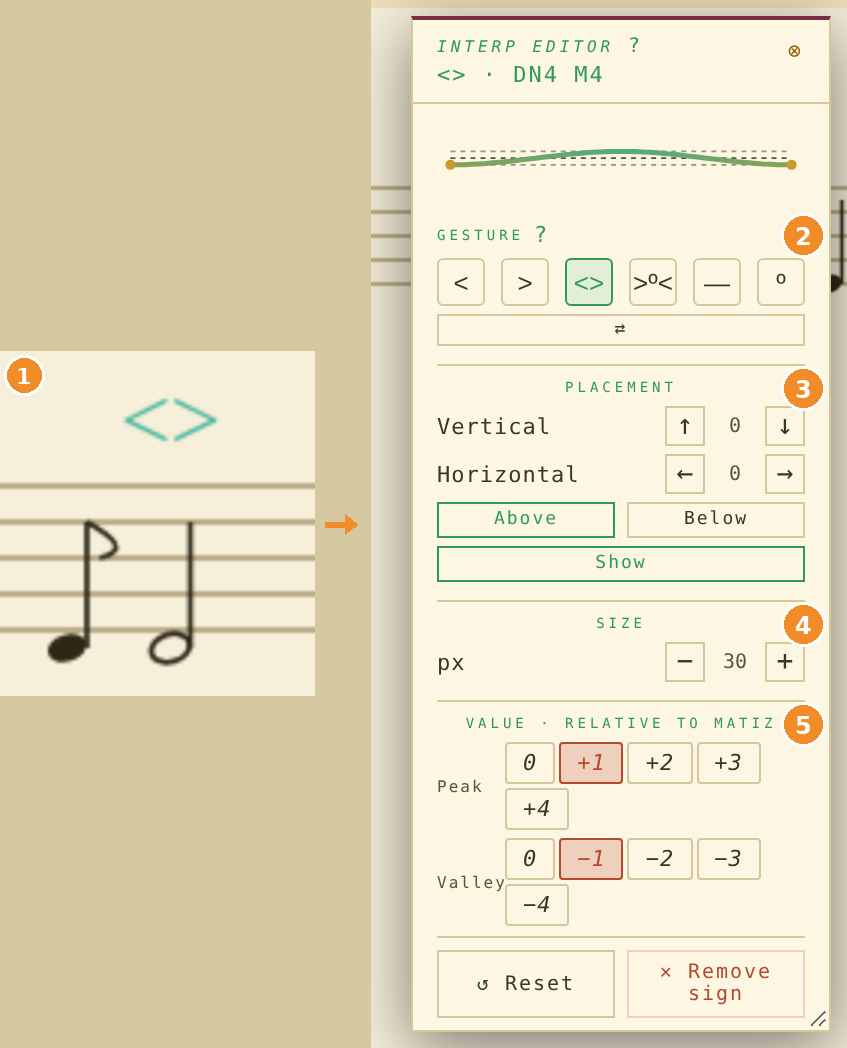 INTERP EDITOR ?
<> · DN4 M4
1
<>
GESTURE ?
2
< > <> >º< — º
⇄
PLACEMENT
3
Vertical ↑ 0 ↓
Horizontal ← 0 →
Above Below
Show
SIZE
4
px − 30 +
VALUE · RELATIVE TO MATIZ
5
Peak 0 +1 +2 +3
+4
Valley 0 −1 −2 −3
−4
↺ Reset × Remove
sign